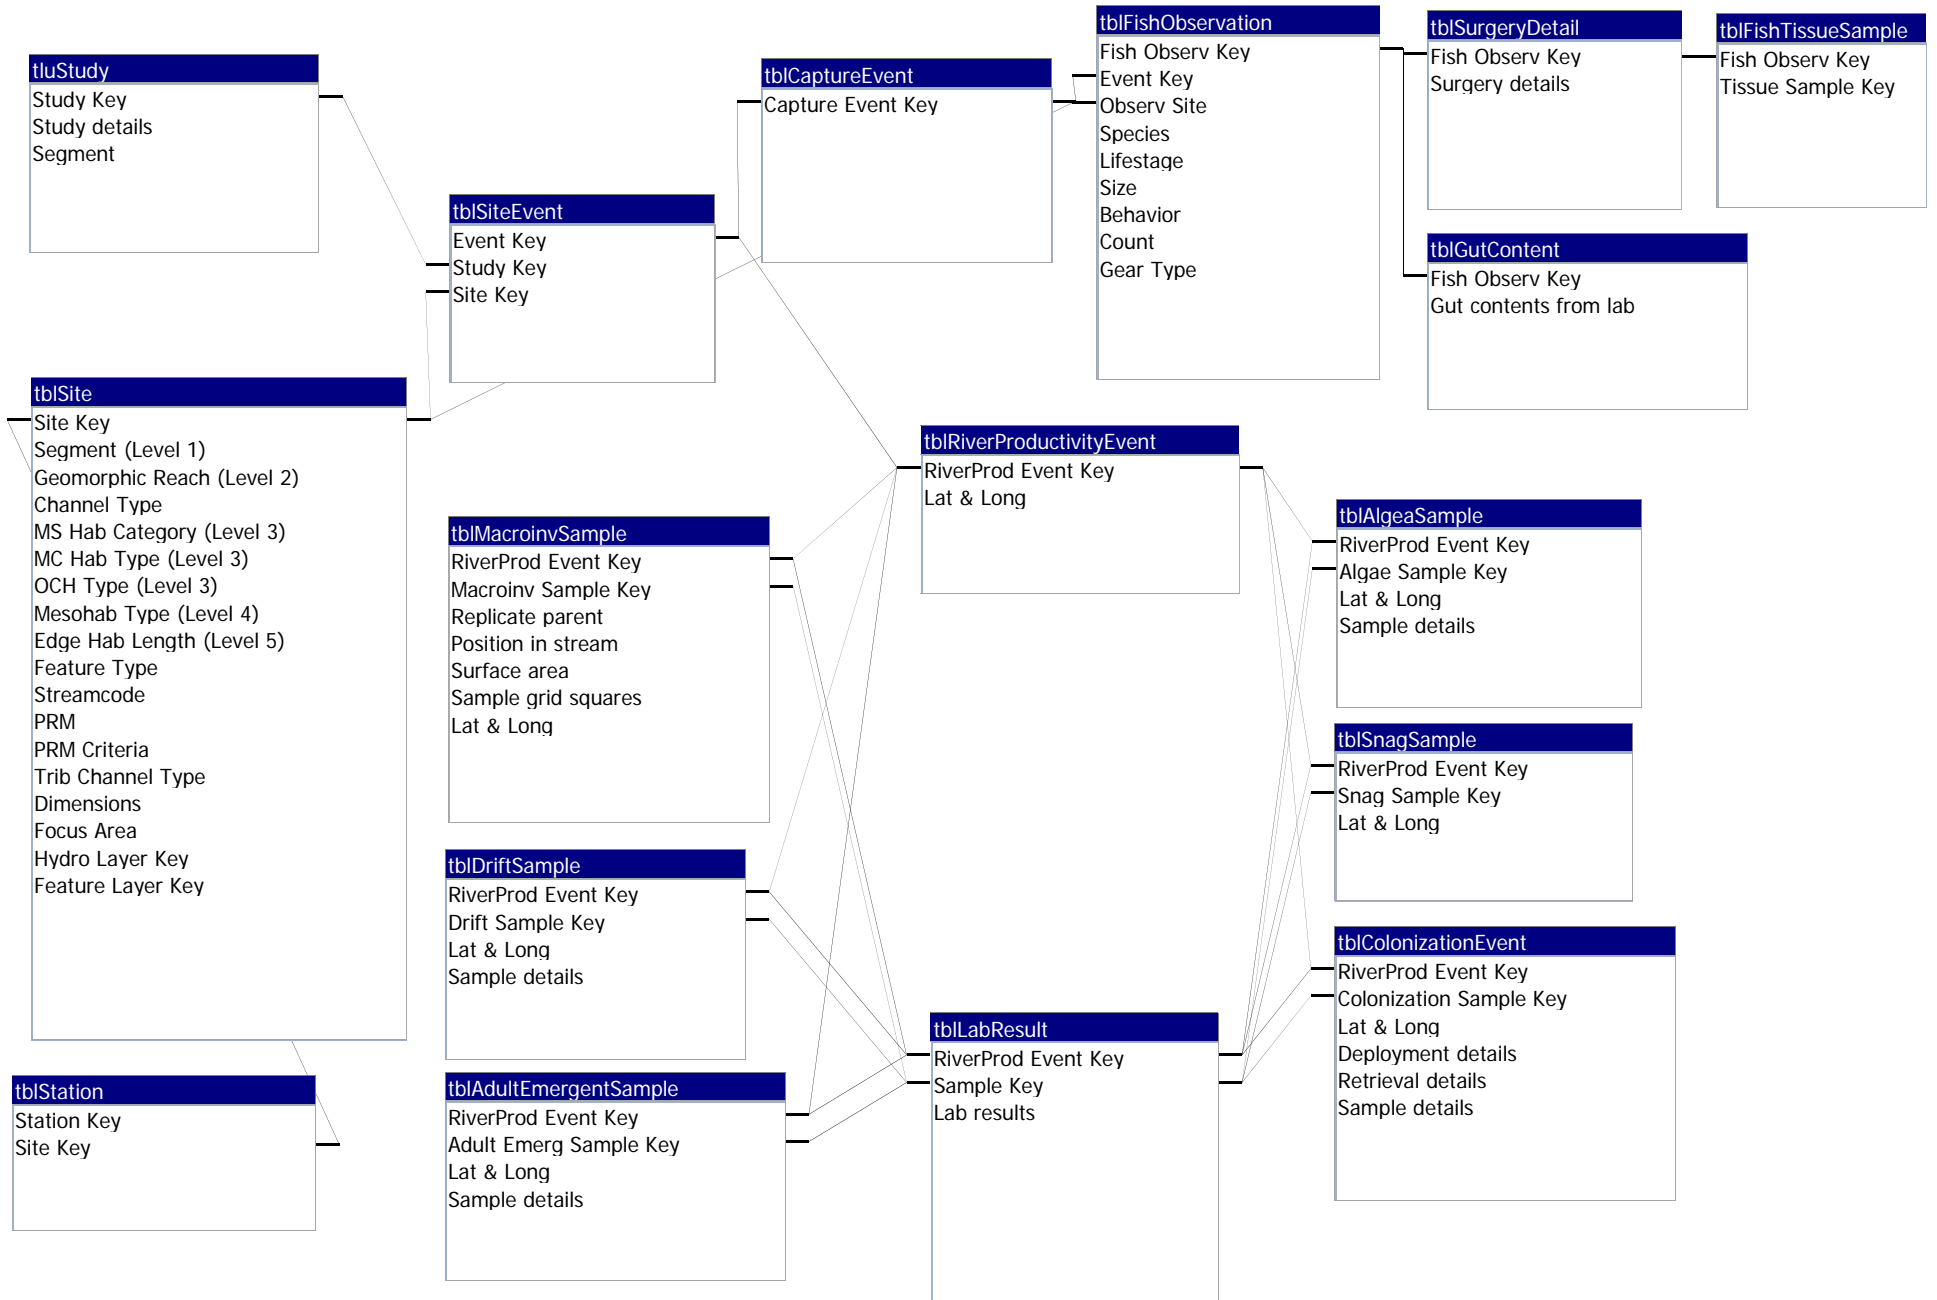 tluStudy
Study Key
Study details
Segment
tblSiteEvent
Event Key
Study Key
Site Key
tblCaptureEvent
Capture Event Key
tblFishObservation
Fish Observ Key
Event Key
Observ Site
Species
Lifestage
Size
Behavior
Count
Gear Type
tblSurgeryDetail
Fish Observ Key
Surgery details
tblFishTissueSample
Fish Observ Key
Tissue Sample Key
tblGutContent
Fish Observ Key
Gut contents from lab
tblSite
Site Key
Segment (Level 1)
Geomorphic Reach (Level 2)
Channel Type
MS Hab Category (Level 3)
MC Hab Type (Level 3)
OCH Type (Level 3)
Mesohab Type (Level 4)
Edge Hab Length (Level 5)
Feature Type
Streamcode
PRM
PRM Criteria
Trib Channel Type
Dimensions
Focus Area
Hydro Layer Key
Feature Layer Key
tblStation
Station Key
Site Key
tblMacroinvSample
RiverProd Event Key
Macroinv Sample Key
Replicate parent
Position in stream
Surface area
Sample grid squares
Lat & Long
tblDriftSample
RiverProd Event Key
Drift Sample Key
Lat & Long
Sample details
tblAdultEmergentSample
RiverProd Event Key
Adult Emerg Sample Key
Lat & Long
Sample details
tblRiverProductivityEvent
RiverProd Event Key
Lat & Long
tblLabResult
RiverProd Event Key
Sample Key
Lab results
tblAlgeaSample
RiverProd Event Key
Algae Sample Key
Lat & Long
Sample details
tblSnagSample
RiverProd Event Key
Snag Sample Key
Lat & Long
tblColonizationEvent
RiverProd Event Key
Colonization Sample Key
Lat & Long
Deployment details
Retrieval details
Sample details